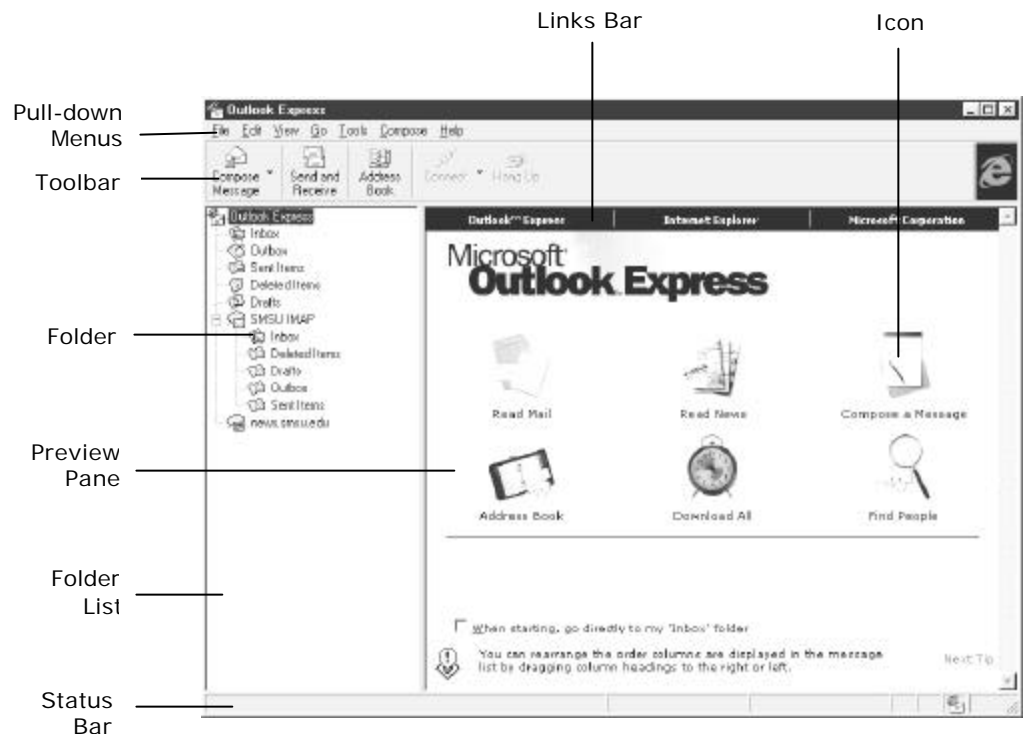 Links Bar
Icon
Pull-down
Menus
Toolbar
Folder
Preview
Pane
Folder
List
Status
Bar
Outlook Express
File Edit View Go Tools Compose Help
Compose Message
Send and Receive
Address Book
Connect
Hang Up
Outlook Express
Inbox
Outbox
Sent Items
Deleted Items
Drafts
SMSU IMAP
Inbox
Deleted Items
Drafts
Outbox
Sent Items
news.smsu.edu
Outlook™ Express Internet Explorer Microsoft Corporation
Microsoft
Outlook Express
Read Mail Read News Compose a Message
Address Book Download All Find People
When starting, go directly to my 'Inbox' folder
You can rearrange the order columns are displayed in the message
list by dragging column headings to the right or left.
Next Tip